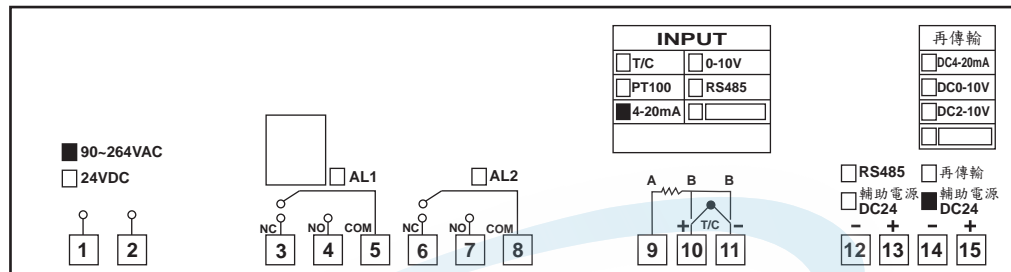 INPUT
T/C
0-10V
PT100
RS485
4-20mA
再傳輸
DC4-20mA
DC0-10V
DC2-10V
90~264VAC
24VDC
AL1
AL2
A B B
RS485
再傳輸
輔助電源
DC24
輔助電源
DC24
NC NO COM
NC NO COM
+ T/C −
− + − +
1 2 3 4 5 6 7 8 9 10 11 12 13 14 15